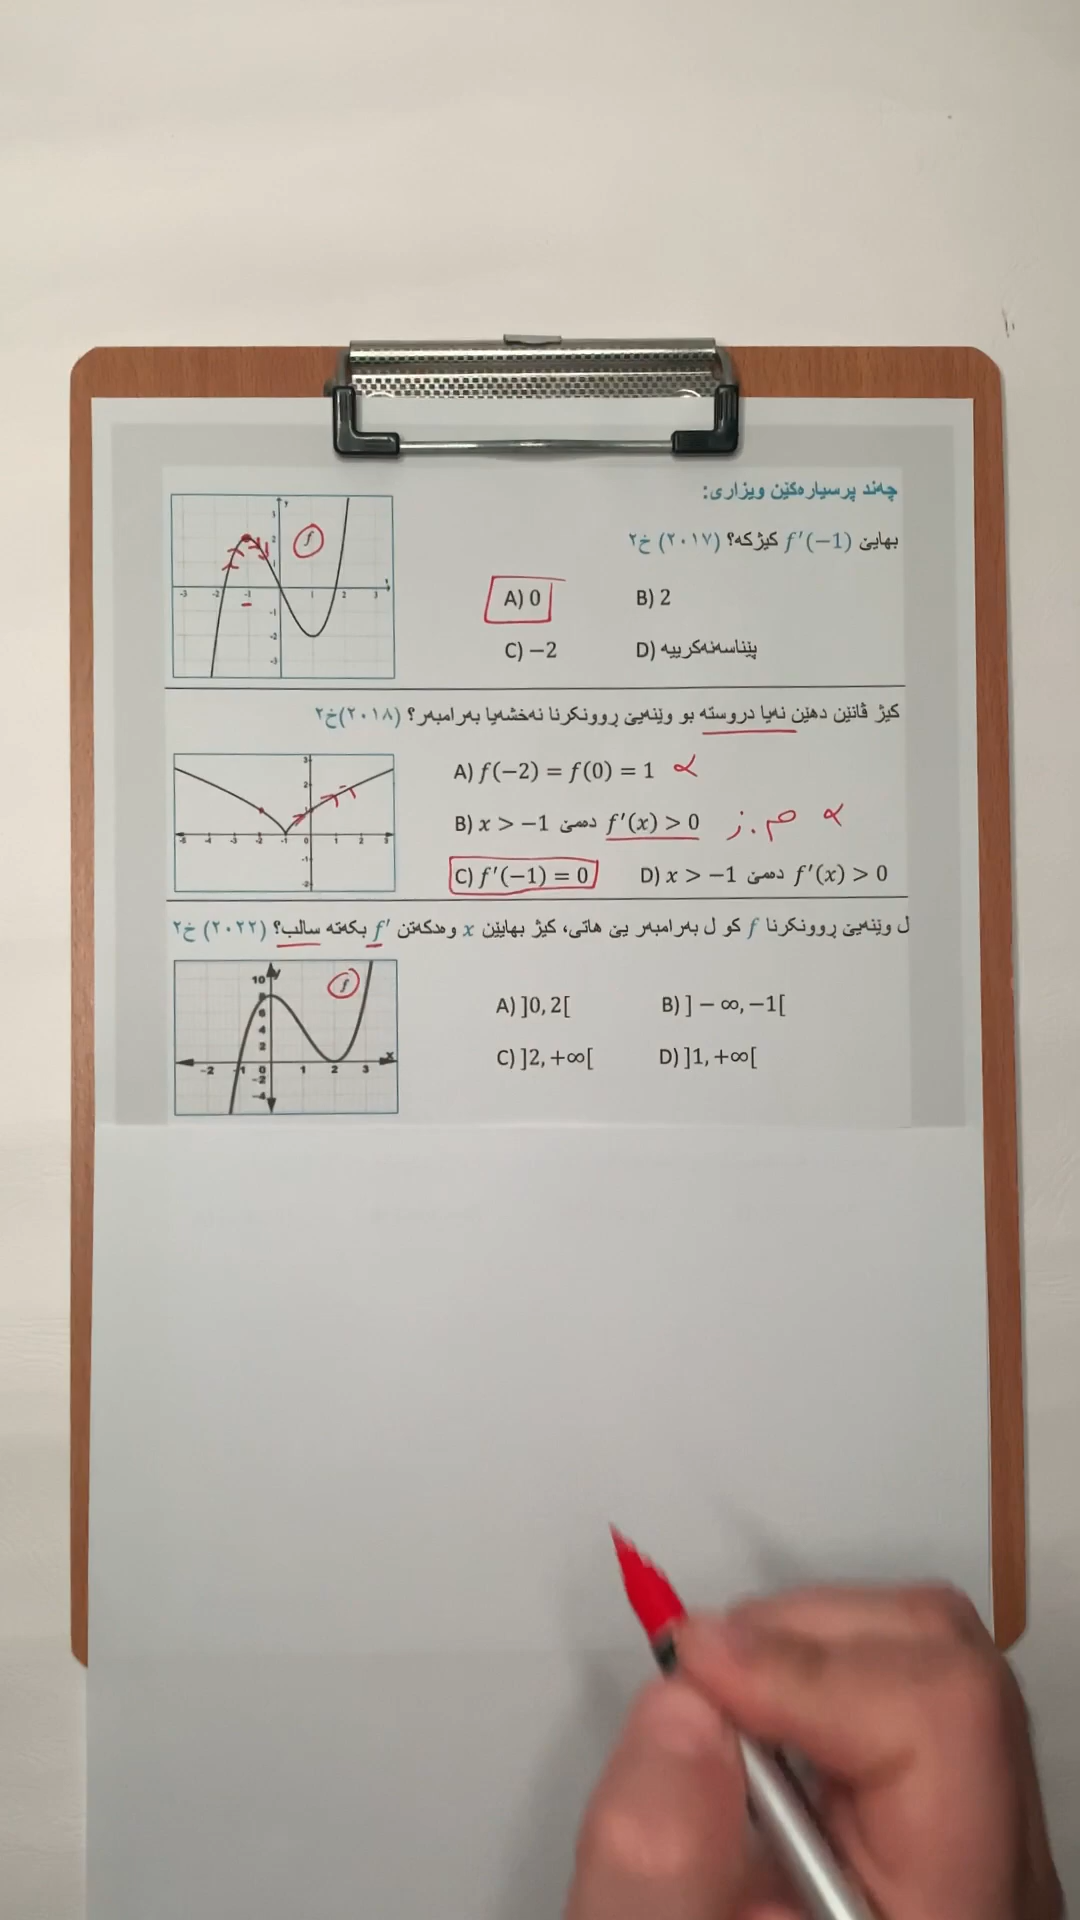 چەند پرسیارەکێن ویزاری:
بهایێ f′(−1) کیژکە؟ (٢٠١٧) خ٢
A) 0 B) 2
C) −2 D) پێناسەنەکرییە
کیژ ڤانێن دهێن نەیا دروستە بو وێنەیێ ڕوونکرنا نەخشەیا بەرامبەر؟ (٢٠١٨)خ٢
A) f(−2) = f(0) = 1
B) x > −1 دەمێ f′(x) > 0 م.ز
C) f′(−1) = 0 D) x > −1 دەمێ f′(x) > 0
ل وێنەیێ ڕوونکرنا f کو ل بەرامبەر یێ هاتی، کیژ بهایێن x وەدکەتن f′ بکەتە سالب؟ (٢٠٢٢) خ٢
f
A) ]0, 2[ B) ] − ∞, −1[
C) ]2, +∞[ D) ]1, +∞[